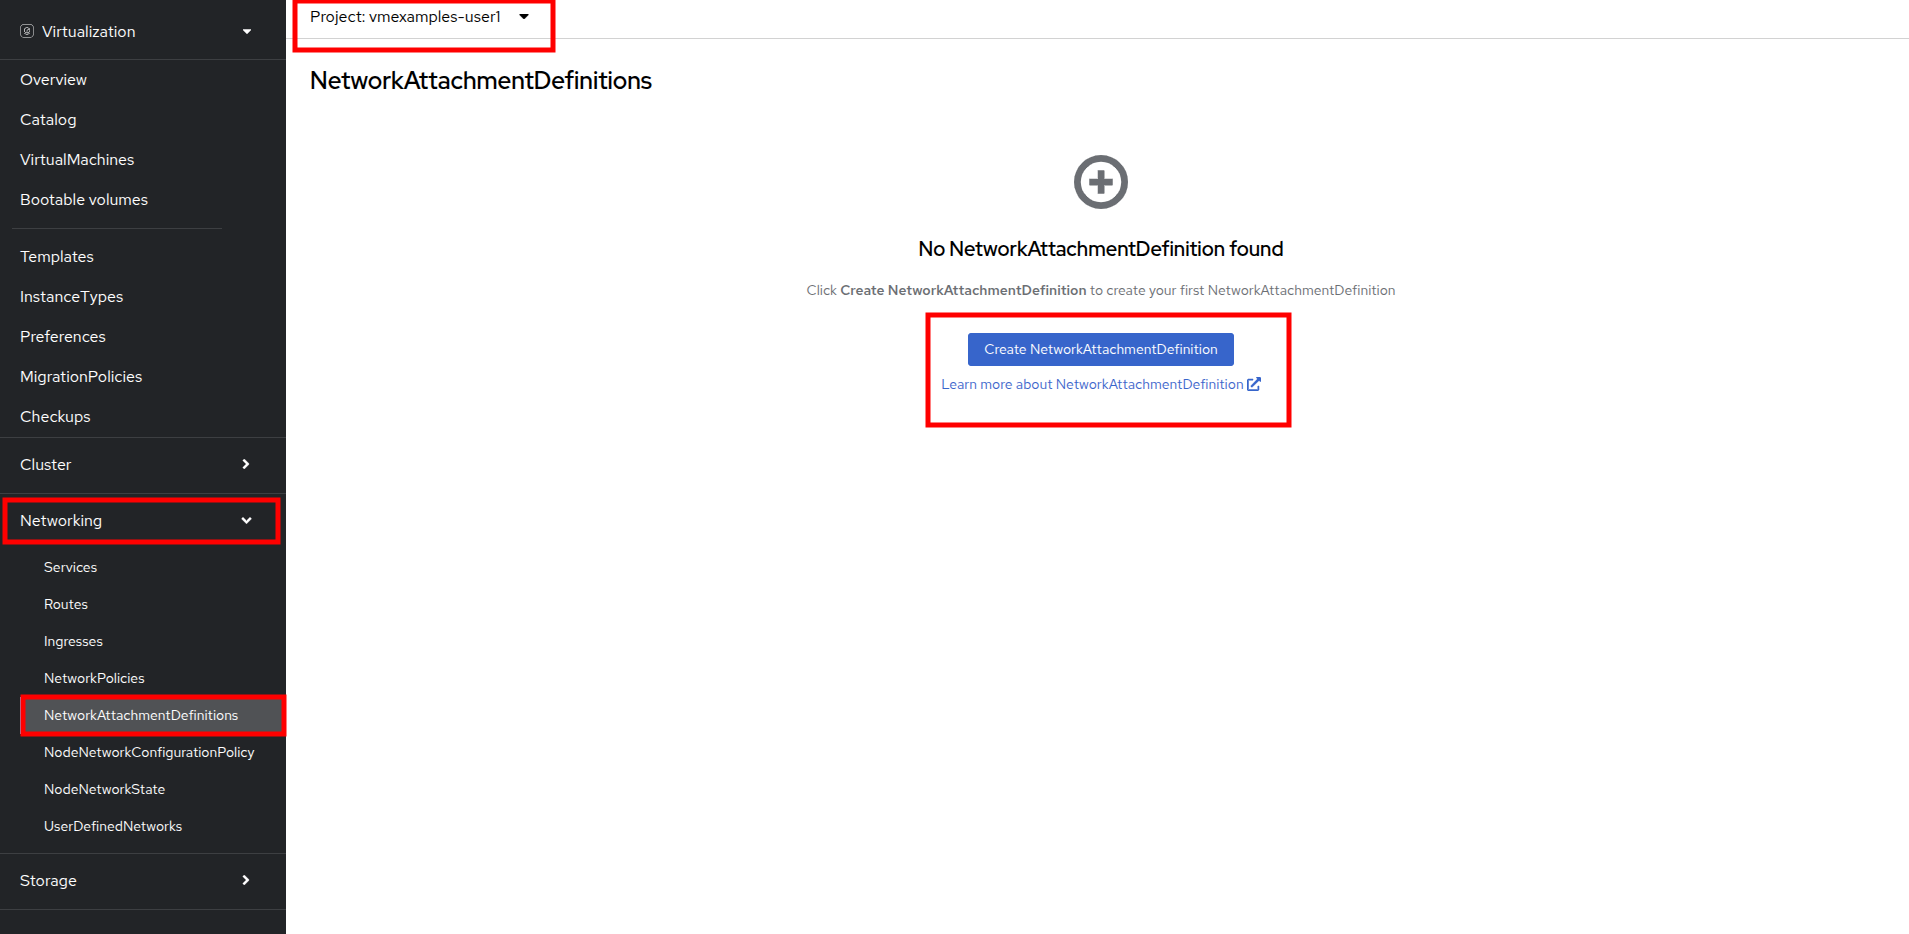 Virtualization
Overview
Catalog
VirtualMachines
Bootable volumes
Templates
InstanceTypes
Preferences
MigrationPolicies
Checkups
Cluster
Networking
Services
Routes
Ingresses
NetworkPolicies
NetworkAttachmentDefinitions
NodeNetworkConfigurationPolicy
NodeNetworkState
UserDefinedNetworks
Storage
Project: vmexamples-user1
NetworkAttachmentDefinitions
No NetworkAttachmentDefinition found
Click Create NetworkAttachmentDefinition to create your first NetworkAttachmentDefinition
Create NetworkAttachmentDefinition
Learn more about NetworkAttachmentDefinition